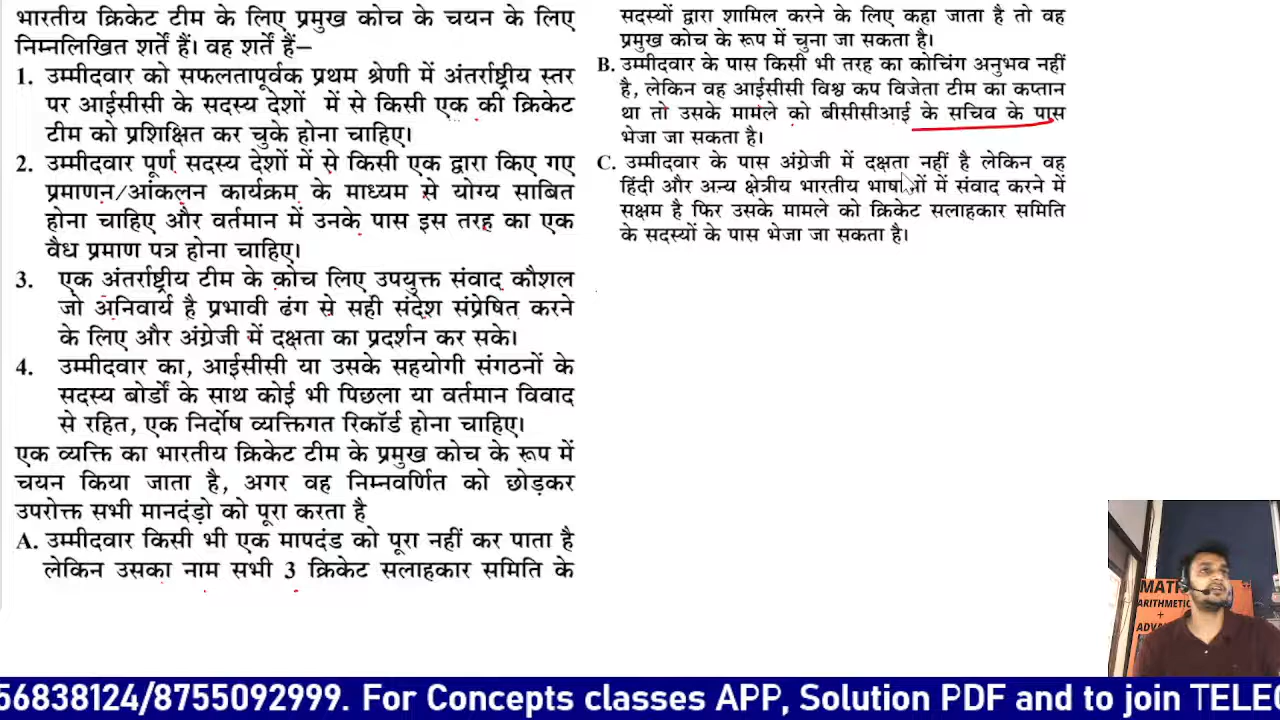 भारतीय क्रिकेट टीम के लिए प्रमुख कोच के चयन के लिए
निम्नलिखित शर्ते हैं। वह शर्ते हैं–
1. उम्मीदवार को सफलतापूर्वक प्रथम श्रेणी में अंतर्राष्ट्रीय स्तर
पर आईसीसी के सदस्य देशों में से किसी एक की क्रिकेट
टीम को प्रशिक्षित कर चुके होना चाहिए।
2. उम्मीदवार पूर्ण सदस्य देशों में से किसी एक द्वारा किए गए
प्रमाणन/आंकलन कार्यक्रम के माध्यम से योग्य साबित
होना चाहिए और वर्तमान में उनके पास इस तरह का एक
वैध प्रमाण पत्र होना चाहिए।
3. एक अंतर्राष्ट्रीय टीम के कोच लिए उपयुक्त संवाद कौशल
जो अनिवार्य है प्रभावी ढंग से सही संदेश संप्रेषित करने
के लिए और अंग्रेजी में दक्षता का प्रदर्शन कर सके।
4. उम्मीदवार का, आईसीसी या उसके सहयोगी संगठनों के
सदस्य बोर्डों के साथ कोई भी पिछला या वर्तमान विवाद
से रहित, एक निर्दोष व्यक्तिगत रिकॉर्ड होना चाहिए।
एक व्यक्ति का भारतीय क्रिकेट टीम के प्रमुख कोच के रूप में
चयन किया जाता है, अगर वह निम्नवर्णित को छोड़कर
उपरोक्त सभी मानदंड़ो को पूरा करता है
A. उम्मीदवार किसी भी एक मापदंड को पूरा नहीं कर पाता है
लेकिन उसका नाम सभी 3 क्रिकेट सलाहकार समिति के
सदस्यों द्वारा शामिल करने के लिए कहा जाता है तो वह
प्रमुख कोच के रूप में चुना जा सकता है।
B. उम्मीदवार के पास किसी भी तरह का कोचिंग अनुभव नहीं
है, लेकिन वह आईसीसी विश्व कप विजेता टीम का कप्तान
था तो उसके मामले को बीसीसीआई के सचिव के पास
भेजा जा सकता है।
C. उम्मीदवार के पास अंग्रेजी में दक्षता नहीं है लेकिन वह
हिंदी और अन्य क्षेत्रीय भारतीय भाषाओं में संवाद करने में
सक्षम है फिर उसके मामले को क्रिकेट सलाहकार समिति
के सदस्यों के पास भेजा जा सकता है।
ARITHMETIC
+
56838124/8755092999. For Concepts classes APP, Solution PDF and to join TELEG